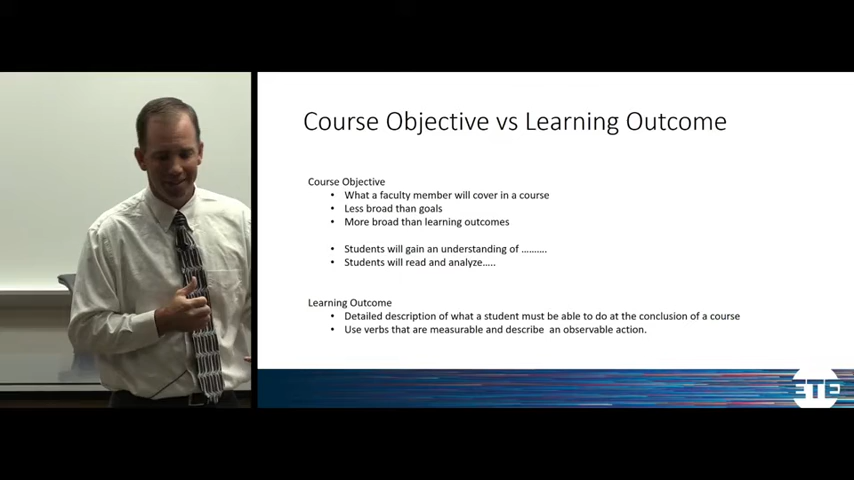 Course Objective vs Learning Outcome
Course Objective
• What a faculty member will cover in a course
• Less broad than goals
• More broad than learning outcomes
• Students will gain an understanding of ……….
• Students will read and analyze…..
Learning Outcome
• Detailed description of what a student must be able to do at the conclusion of a course
• Use verbs that are measurable and describe an observable action.
ETE